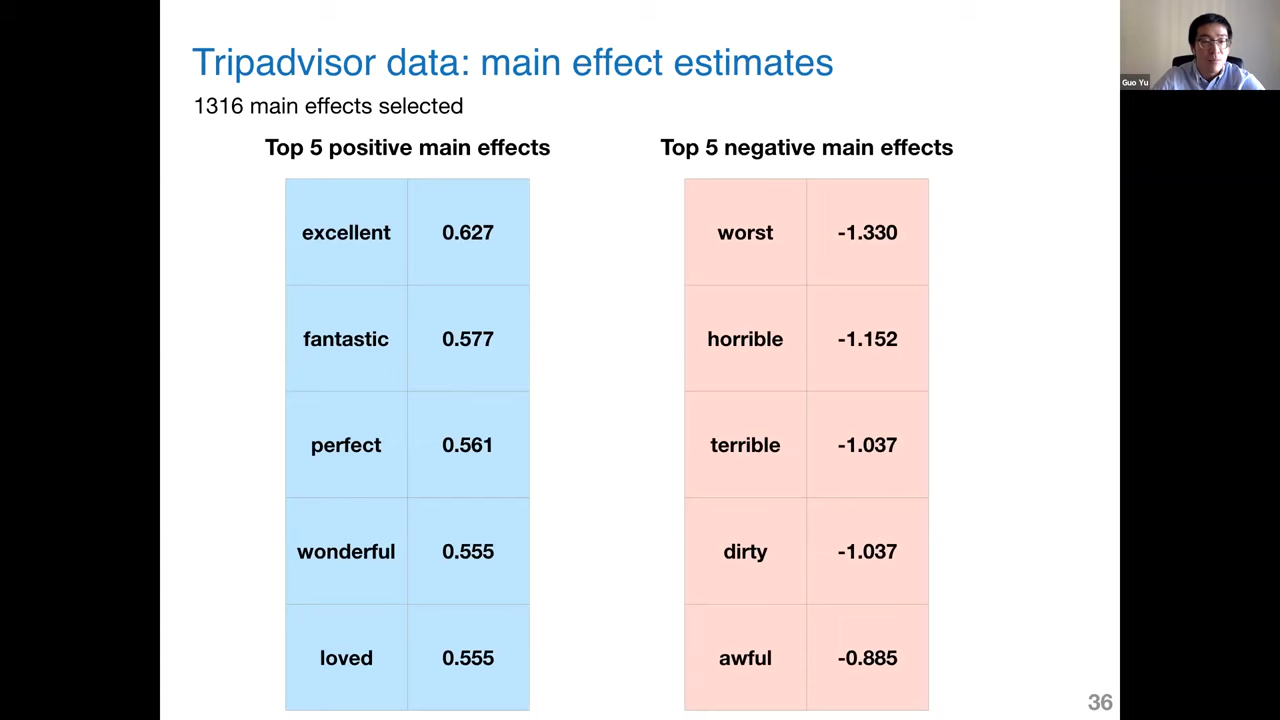 Tripadvisor data: main effect estimates
Guo Yu
1316 main effects selected
Top 5 positive main effects
excellent 0.627
fantastic 0.577
perfect 0.561
wonderful 0.555
loved 0.555
Top 5 negative main effects
worst -1.330
horrible -1.152
terrible -1.037
dirty -1.037
awful -0.885
36